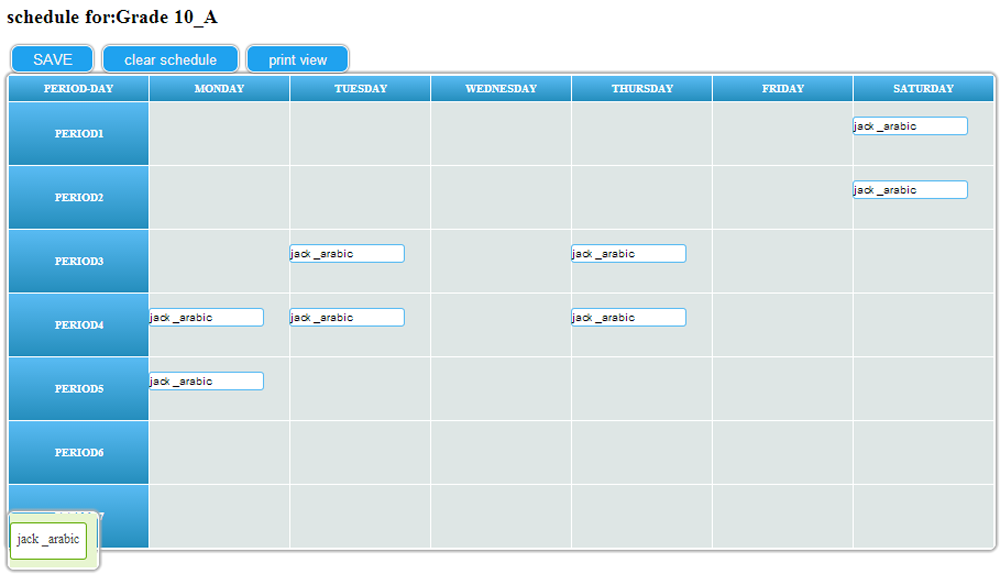 schedule for:Grade 10_A
SAVE clear schedule print view
PERIOD-DAY MONDAY TUESDAY WEDNESDAY THURSDAY FRIDAY SATURDAY
PERIOD1 jack _arabic
PERIOD2 jack _arabic
PERIOD3 jack _arabic jack _arabic
PERIOD4 jack _arabic jack _arabic jack _arabic
PERIOD5 jack _arabic
PERIOD6
jack _arabic